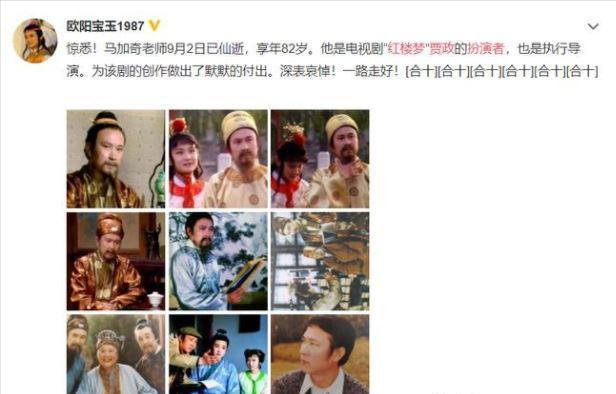 欧阳宝玉1987
惊悉！马加奇老师9月2日已仙逝，享年82岁。他是电视剧"红楼梦"贾政的扮演者，也是执行导
演。为该剧的创作做出了默默的付出。深表哀悼！一路走好！[合十][合十][合十][合十][合十][合十]